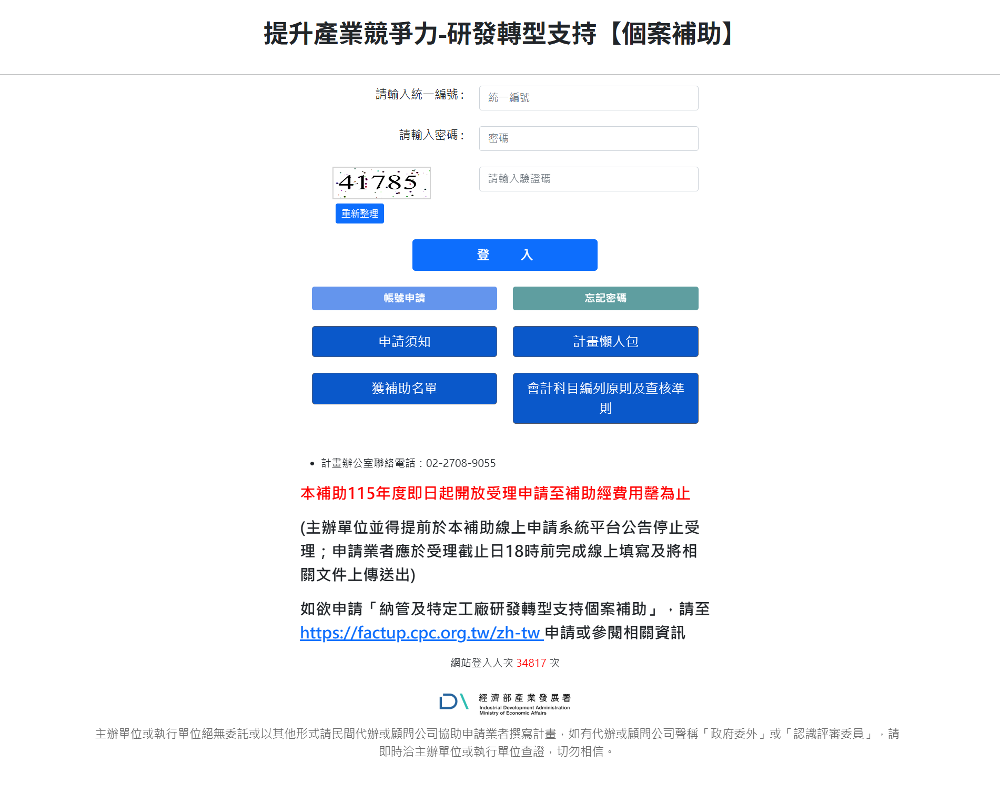 提升產業競爭力-研發轉型支持【個案補助】
請輸入統一編號 :
統一編號
請輸入密碼 :
密碼
41785
請輸入驗證碼
重新整理
登 入
帳號申請
忘記密碼
申請須知
計畫懶人包
獲補助名單
會計科目編列原則及查核準
則
計畫辦公室聯絡電話：02-2708-9055
本補助115年度即日起開放受理申請至補助經費用罄為止
(主辦單位並得提前於本補助線上申請系統平台公告停止受
理；申請業者應於受理截止日18時前完成線上填寫及將相
關文件上傳送出)
如欲申請「納管及特定工廠研發轉型支持個案補助」，請至
https://factup.cpc.org.tw/zh-tw 申請或參閱相關資訊
網站登入人次 34817 次
經濟部產業發展署
Industrial Development Administration
Ministry of Economic Affairs
主辦單位或執行單位絕無委託或以其他形式請民間代辦或顧問公司協助申請業者撰寫計畫，如有代辦或顧問公司聲稱「政府委外」或「認識評審委員」，請
即時洽主辦單位或執行單位查證，切勿相信。